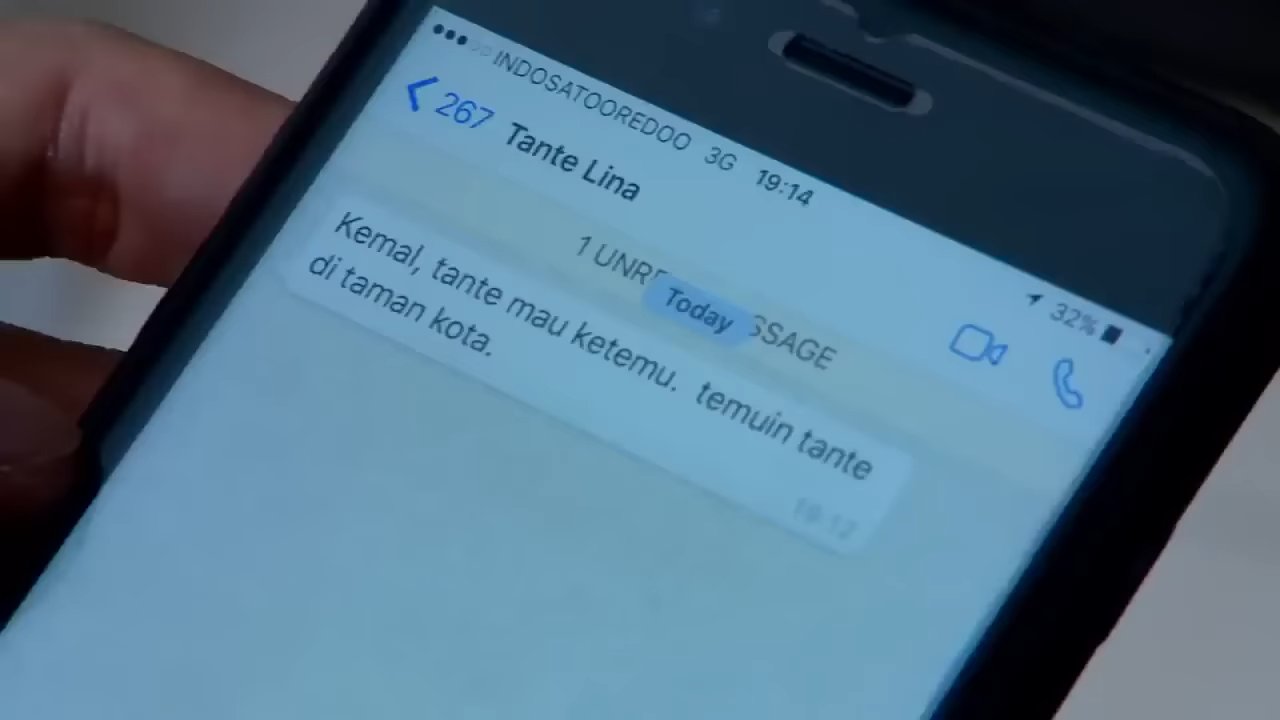 INDOSATOOREDOO 3G 19:14 32%
267 Tante Lina
1 UNRE SSAGE
Today
Kemal, tante mau ketemu. temuin tante
di taman kota.